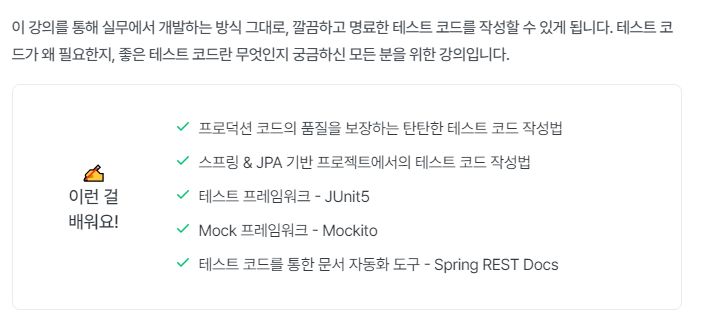 이 강의를 통해 실무에서 개발하는 방식 그대로, 깔끔하고 명료한 테스트 코드를 작성할 수 있게 됩니다. 테스트 코
드가 왜 필요한지, 좋은 테스트 코드란 무엇인지 궁금하신 모든 분을 위한 강의입니다.
✍️
이런 걸
배워요!
✓ 프로덕션 코드의 품질을 보장하는 탄탄한 테스트 코드 작성법
✓ 스프링 & JPA 기반 프로젝트에서의 테스트 코드 작성법
✓ 테스트 프레임워크 - JUnit5
✓ Mock 프레임워크 - Mockito
✓ 테스트 코드를 통한 문서 자동화 도구 - Spring REST Docs